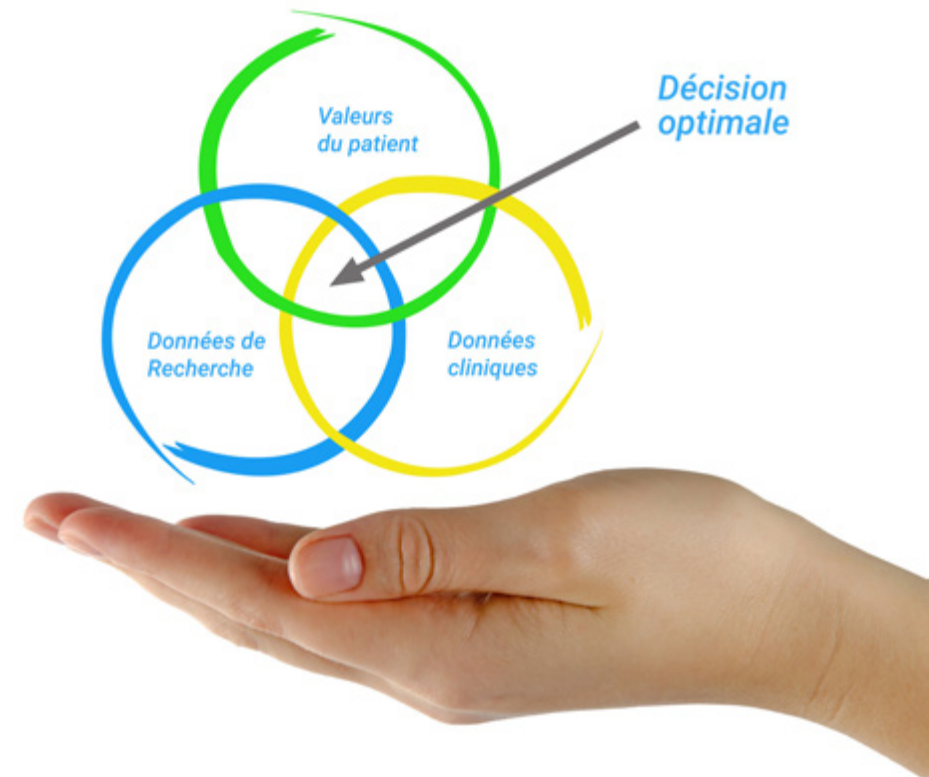 Valeurs
du patient
Décision
optimale
Données de
Recherche
Données
cliniques